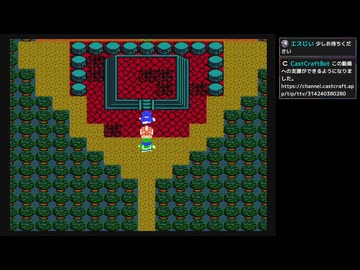 エスじい 少しお待ちくだ
さい
CastCraftBot この動画
への支援ができるようになりま
した。
https://channel.castcraft.ap
p/tip/ttv/314240380280